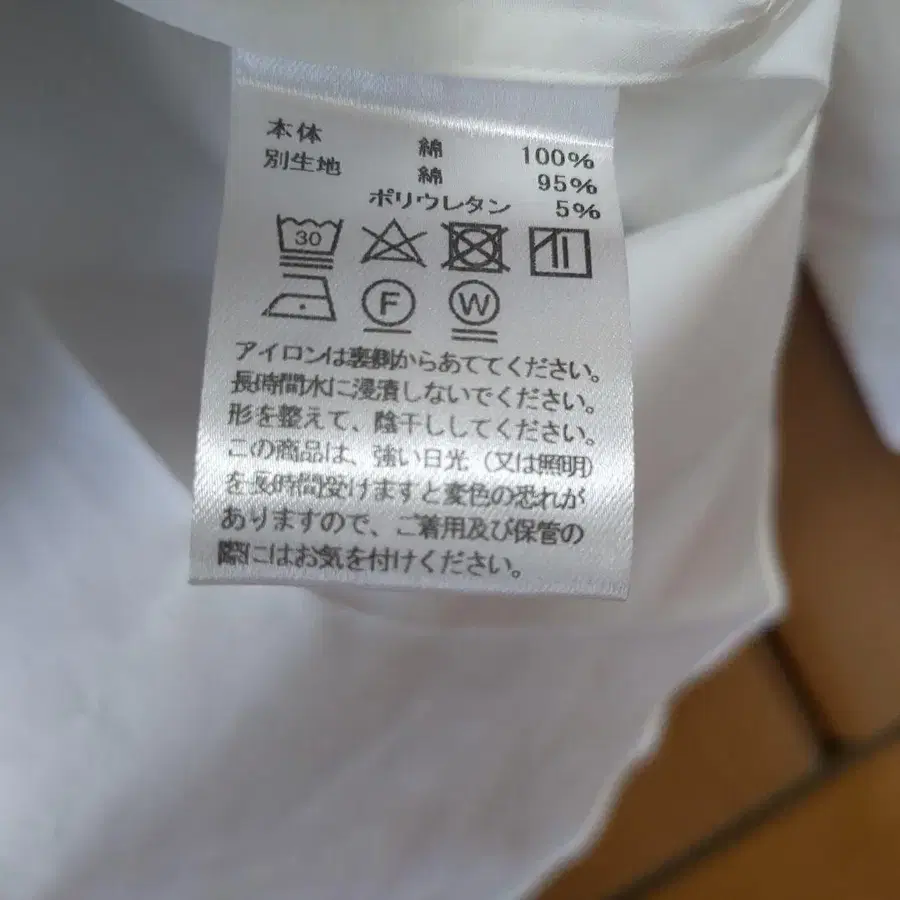 本体 綿 100%
別生地 綿 95%
ポリウレタン 5%
30
F W
アイロンは裏側からあててください。
長時間水に浸漬しないでください。
形を整えて、陰干ししてください。
この商品は、強い日光(又は照明)
を長時間受けますと変色の恐れが
ありますので、ご着用及び保管の
際にはお気を付けください。